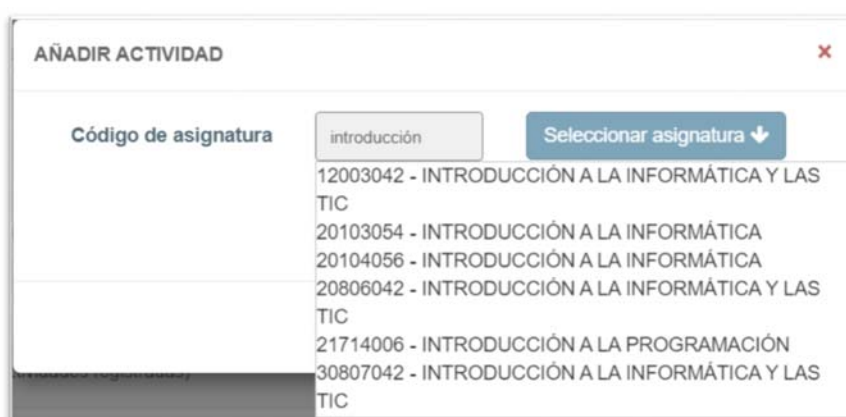 AÑADIR ACTIVIDAD
Código de asignatura
introducción
Seleccionar asignatura
12003042 - INTRODUCCIÓN A LA INFORMÁTICA Y LAS
TIC
20103054 - INTRODUCCIÓN A LA INFORMÁTICA
20104056 - INTRODUCCIÓN A LA INFORMÁTICA
20806042 - INTRODUCCIÓN A LA INFORMÁTICA Y LAS
TIC
21714006 - INTRODUCCIÓN A LA PROGRAMACIÓN
30807042 - INTRODUCCIÓN A LA INFORMÁTICA Y LAS
TIC